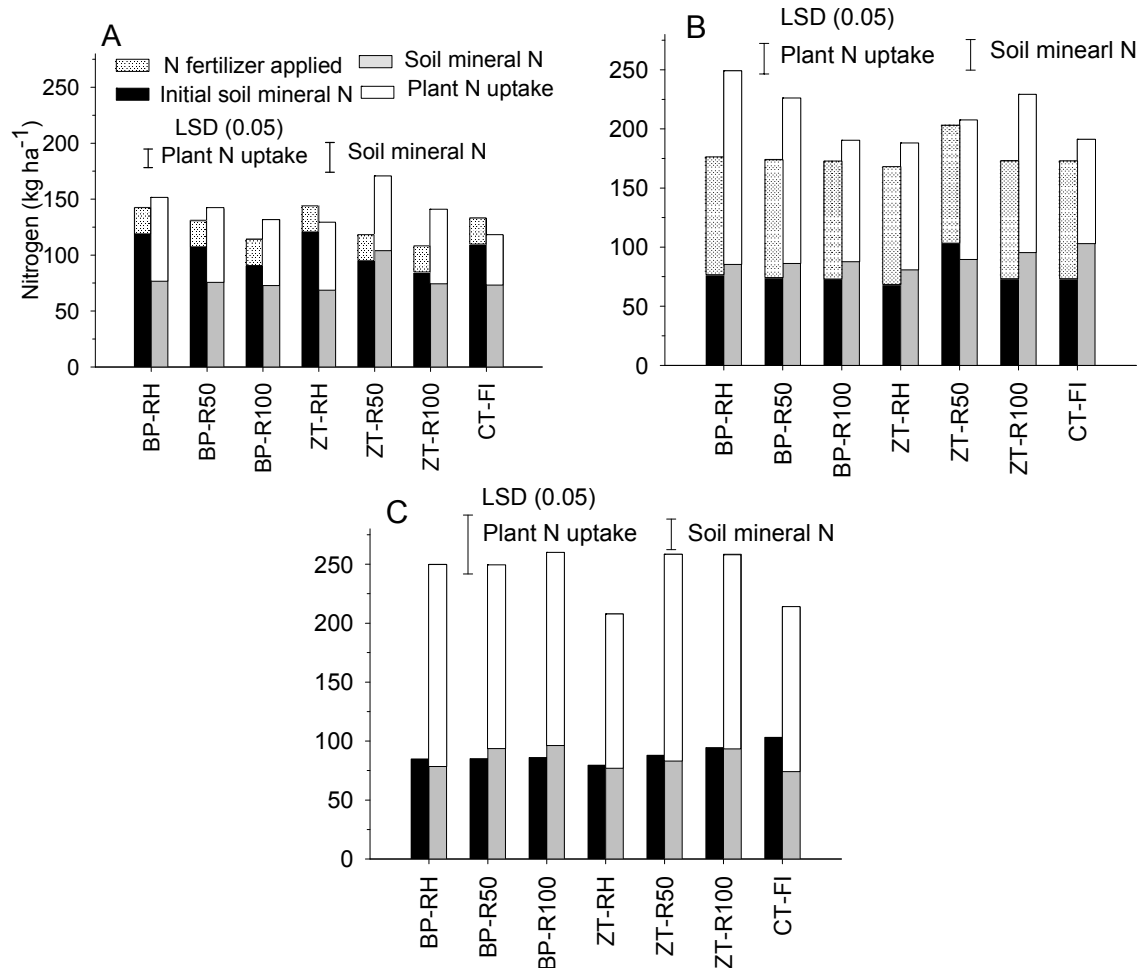 A
N fertilizer applied
Soil mineral N
Initial soil mineral N
Plant N uptake
LSD (0.05)
Plant N uptake
Soil mineral N
Nitrogen (kg ha⁻¹)
250
200
150
100
50
0
BP-RH
BP-R50
BP-R100
ZT-RH
ZT-R50
ZT-R100
CT-FI
B
LSD (0.05)
Plant N uptake
Soil minearl N
250
200
150
100
50
0
BP-RH
BP-R50
BP-R100
ZT-RH
ZT-R50
ZT-R100
CT-FI
C
LSD (0.05)
Plant N uptake
Soil mineral N
250
200
150
100
50
0
BP-RH
BP-R50
BP-R100
ZT-RH
ZT-R50
ZT-R100
CT-FI